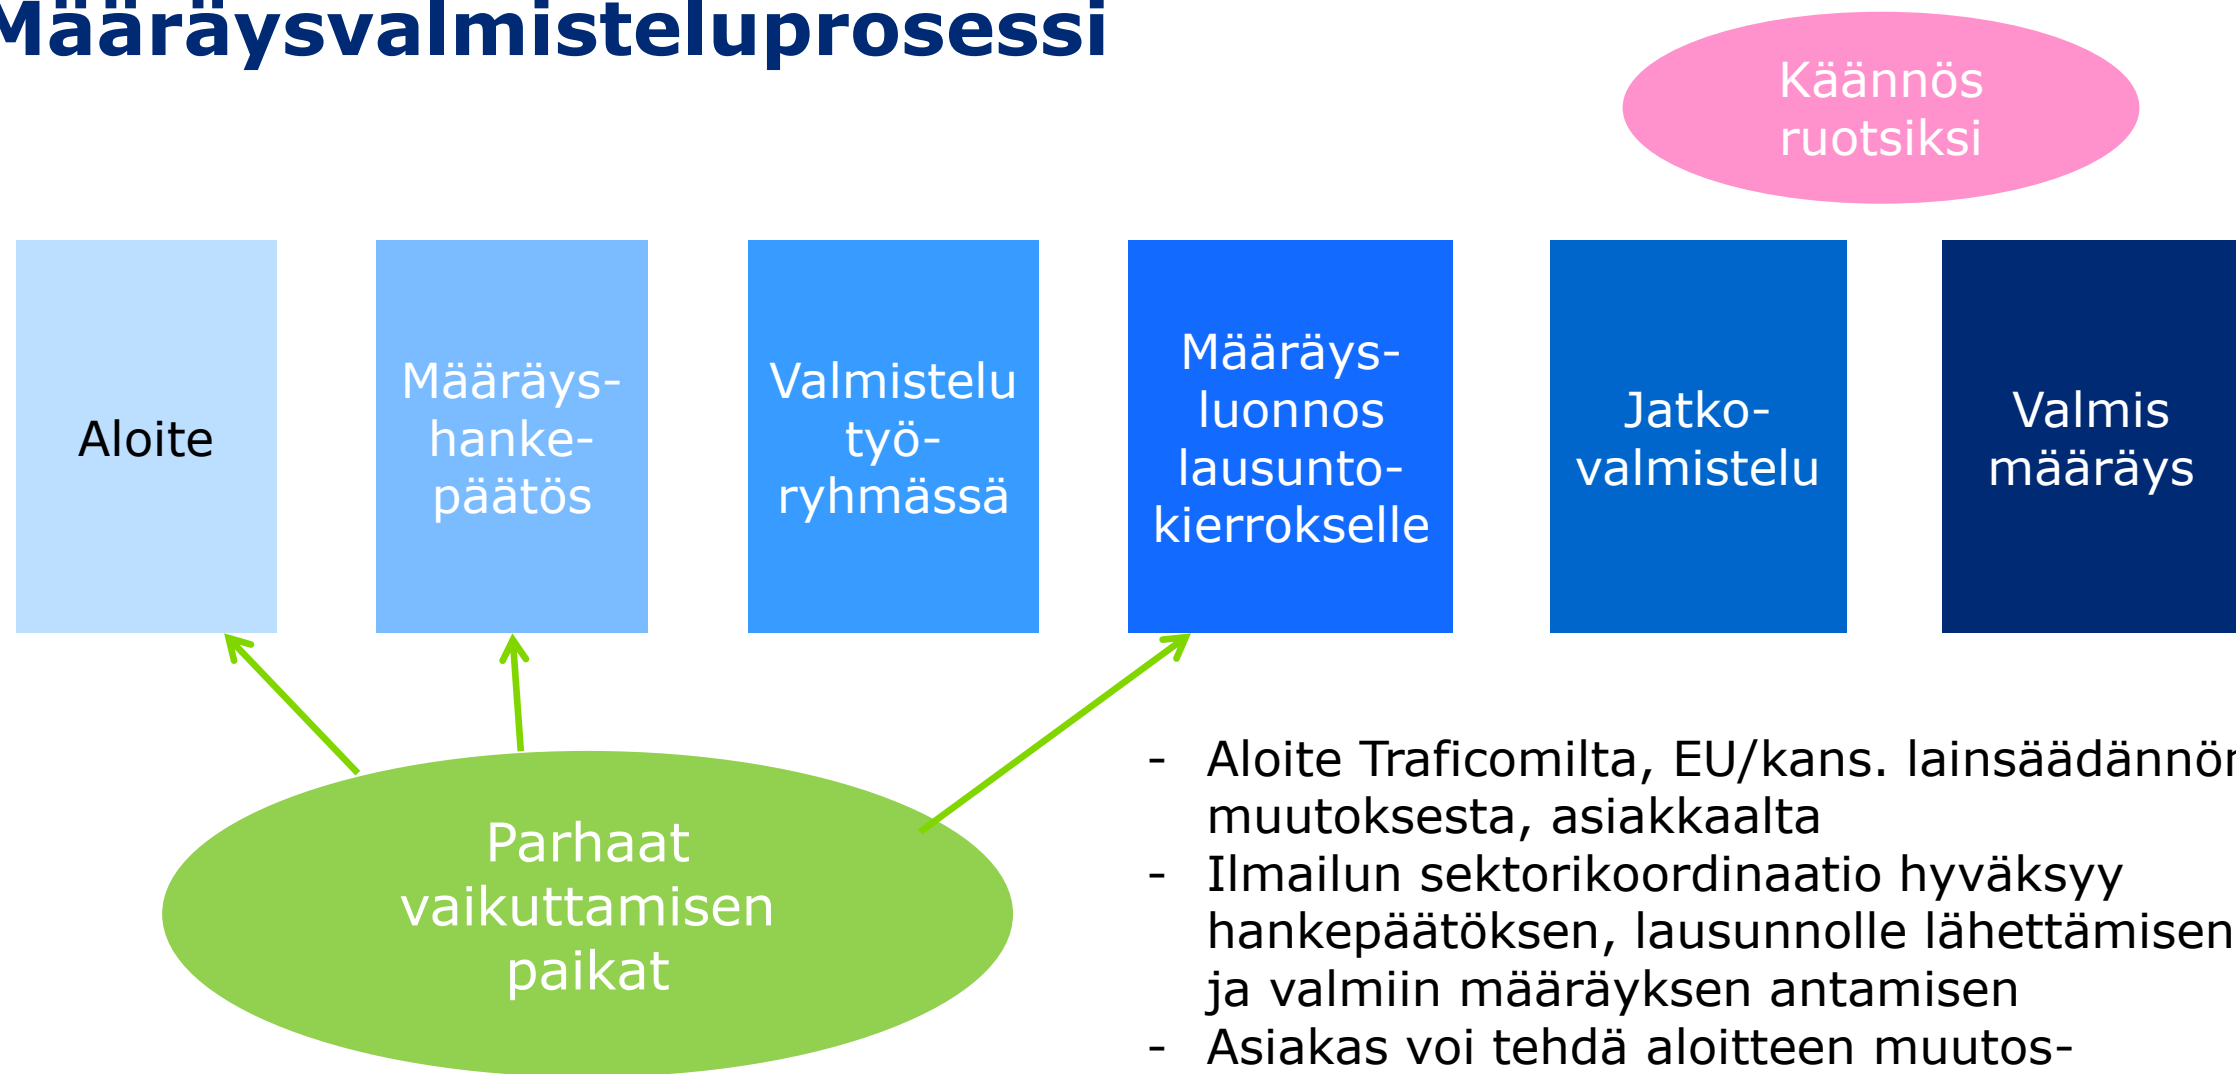 Määräysvalmisteluprosessi
Käännös
ruotsiksi
Aloite
Määräys-
hanke-
päätös
Valmistelu
työ-
ryhmässä
Määräys-
luonnos
lausunto-
kierrokselle
Jatko-
valmistelu
Valmis
määräys
Parhaat
vaikuttamisen
paikat
- Aloite Traficomilta, EU/kans. lainsäädännön
muutoksesta, asiakkaalta
- Ilmailun sektorikoordinaatio hyväksyy
hankepäätöksen, lausunnolle lähettämisen
ja valmiin määräyksen antamisen
- Asiakas voi tehdä aloitteen muutos-